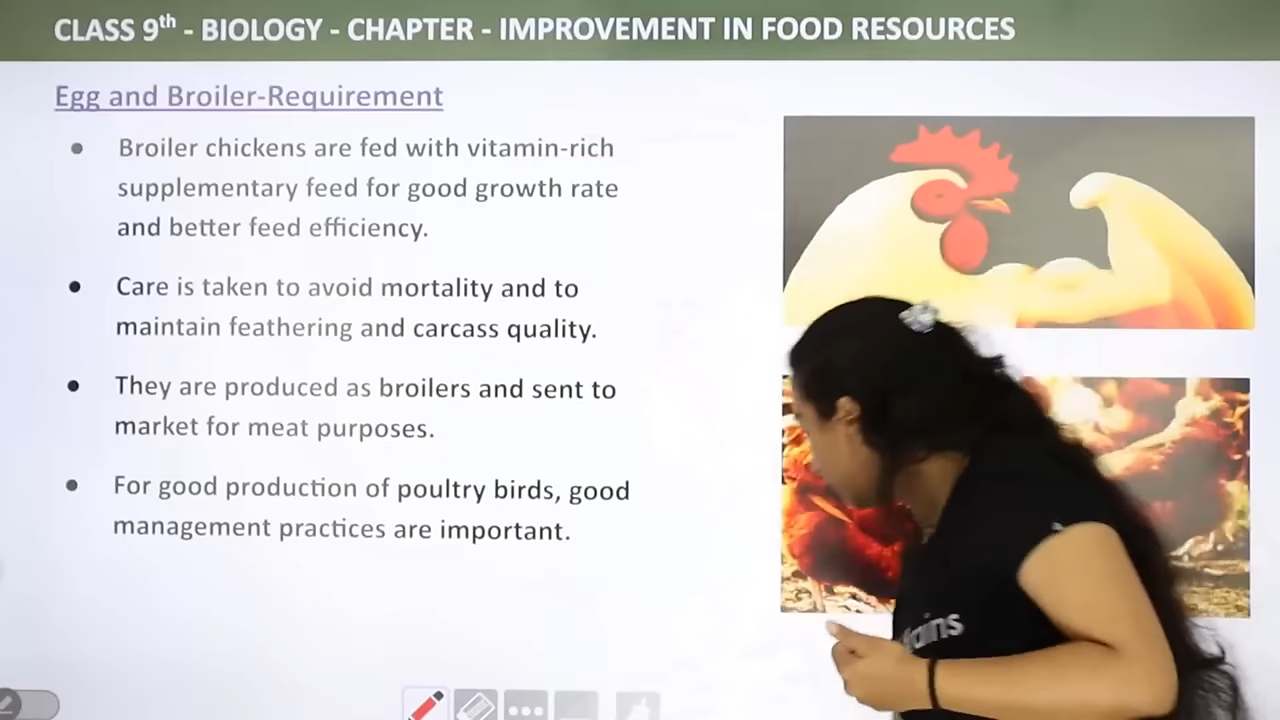 CLASS 9th - BIOLOGY - CHAPTER - IMPROVEMENT IN FOOD RESOURCES
Egg and Broiler-Requirement
• Broiler chickens are fed with vitamin-rich
supplementary feed for good growth rate
and better feed efficiency.
• Care is taken to avoid mortality and to
maintain feathering and carcass quality.
• They are produced as broilers and sent to
market for meat purposes.
• For good production of poultry birds, good
management practices are important.